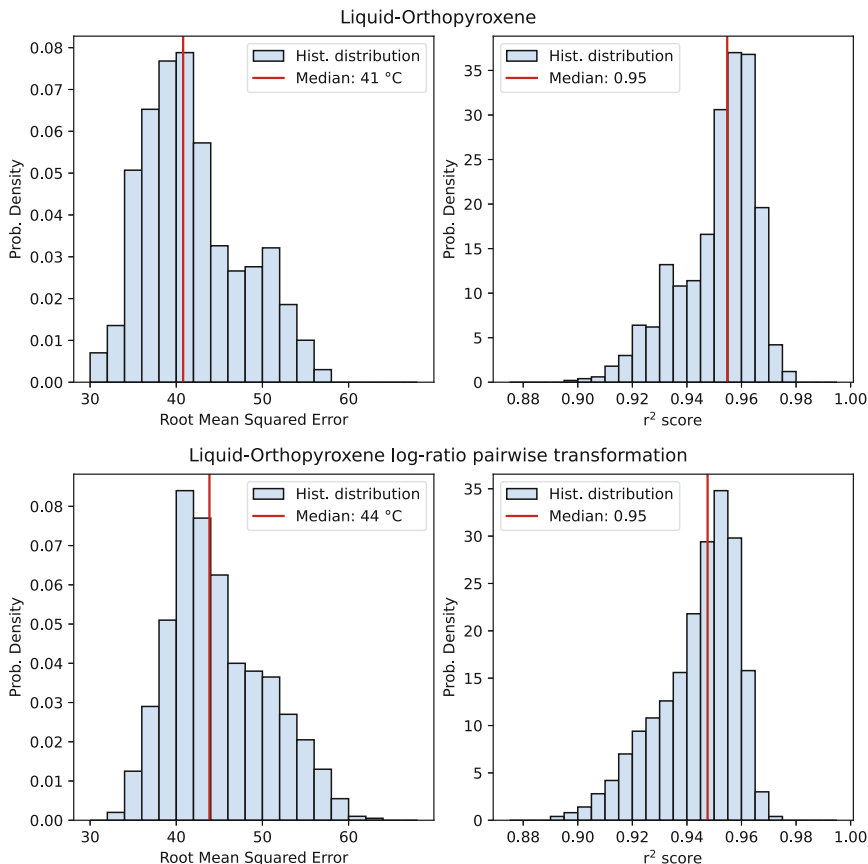 Liquid-Orthopyroxene
Hist. distribution
Median: 41 °C
Prob. Density
0.08
0.07
0.06
0.05
0.04
0.03
0.02
0.01
0.00
30 40 50 60
Root Mean Squared Error
Hist. distribution
Median: 0.95
Prob. Density
35
30
25
20
15
10
5
0
0.88 0.90 0.92 0.94 0.96 0.98 1.00
r² score
Liquid-Orthopyroxene log-ratio pairwise transformation
Hist. distribution
Median: 44 °C
Prob. Density
0.08
0.07
0.06
0.05
0.04
0.03
0.02
0.01
0.00
30 40 50 60
Root Mean Squared Error
Hist. distribution
Median: 0.95
Prob. Density
35
30
25
20
15
10
5
0
0.88 0.90 0.92 0.94 0.96 0.98 1.00
r² score